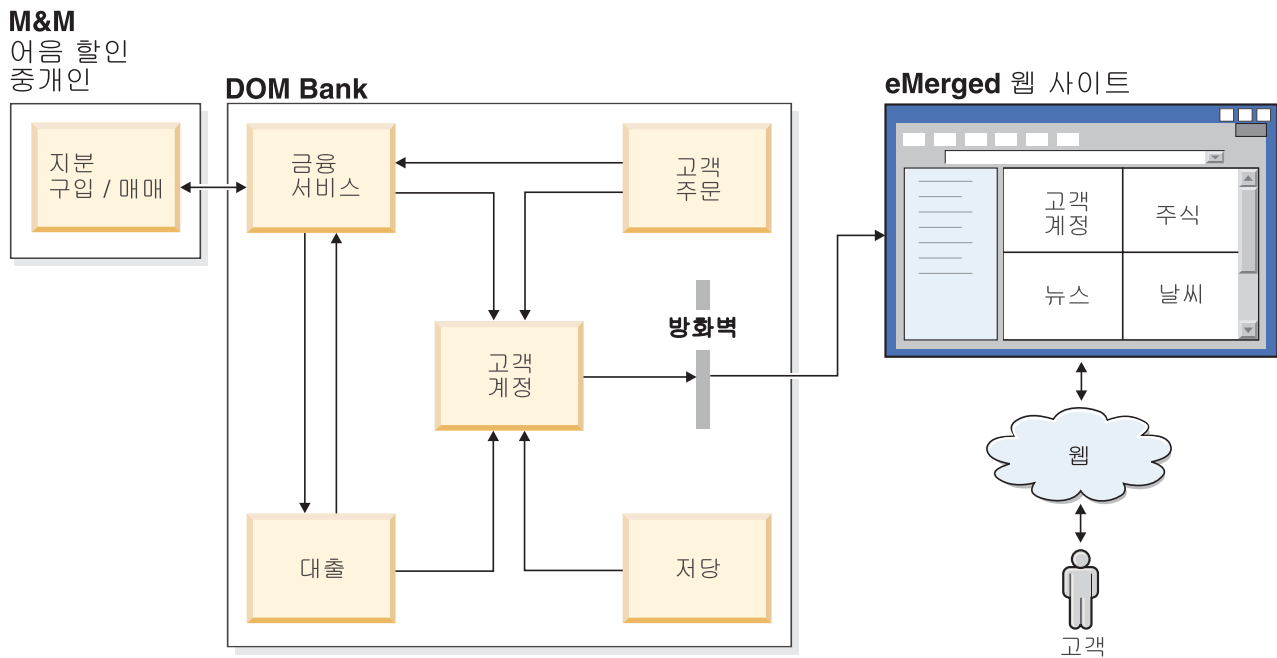 M&M
어음 할인
중개인
지분
구입 / 매매
DOM Bank
금융
서비스
고객
주문
고객
계정
방화벽
대출
저당
eMerged 웹 사이트
고객
계정
주식
뉴스
날씨
웹
고객